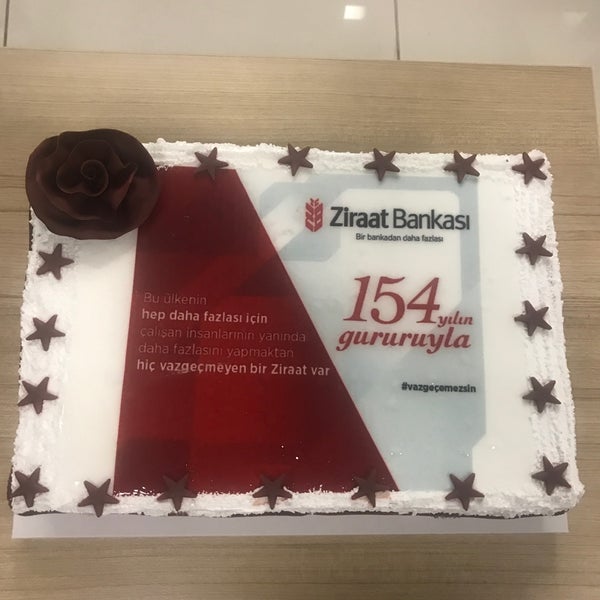 Ziraat Bankası
Bir bankadan daha fazlası
154
yılın
gururuyla
#vazgeçemezsin
Bu ülkenin
hep daha fazlası için
çalışan insanlarının yanında
daha fazlasını yapmaktan
hiç vazgeçmeyen bir Ziraat var